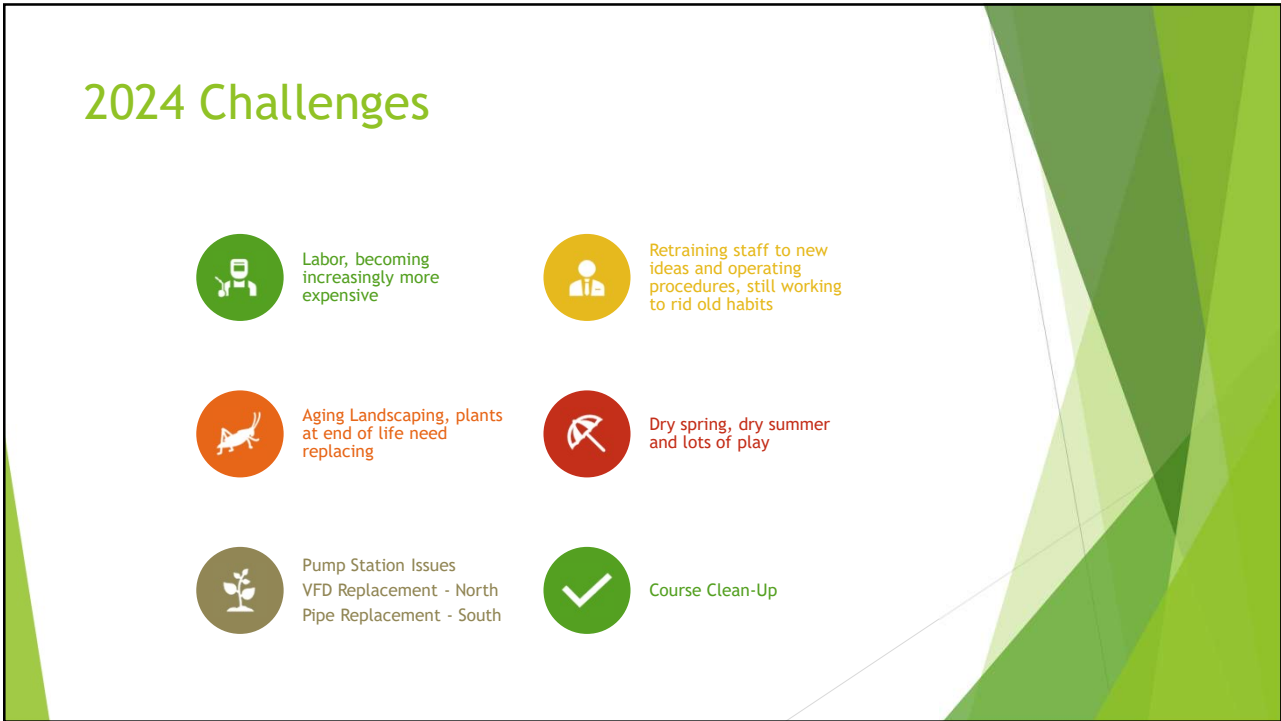 2024 Challenges
Labor, becoming
increasingly more
expensive
Retraining staff to new
ideas and operating
procedures, still working
to rid old habits
Aging Landscaping, plants
at end of life need
replacing
Dry spring, dry summer
and lots of play
Pump Station Issues
VFD Replacement - North
Pipe Replacement - South
Course Clean-Up